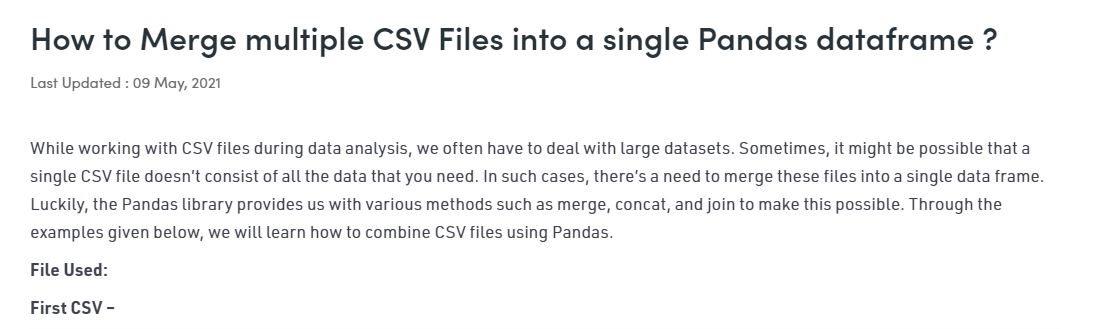 How to Merge multiple CSV Files into a single Pandas dataframe ?
Last Updated : 09 May, 2021
While working with CSV files during data analysis, we often have to deal with large datasets. Sometimes, it might be possible that a
single CSV file doesn’t consist of all the data that you need. In such cases, there’s a need to merge these files into a single data frame.
Luckily, the Pandas library provides us with various methods such as merge, concat, and join to make this possible. Through the
examples given below, we will learn how to combine CSV files using Pandas.
File Used:
First CSV –